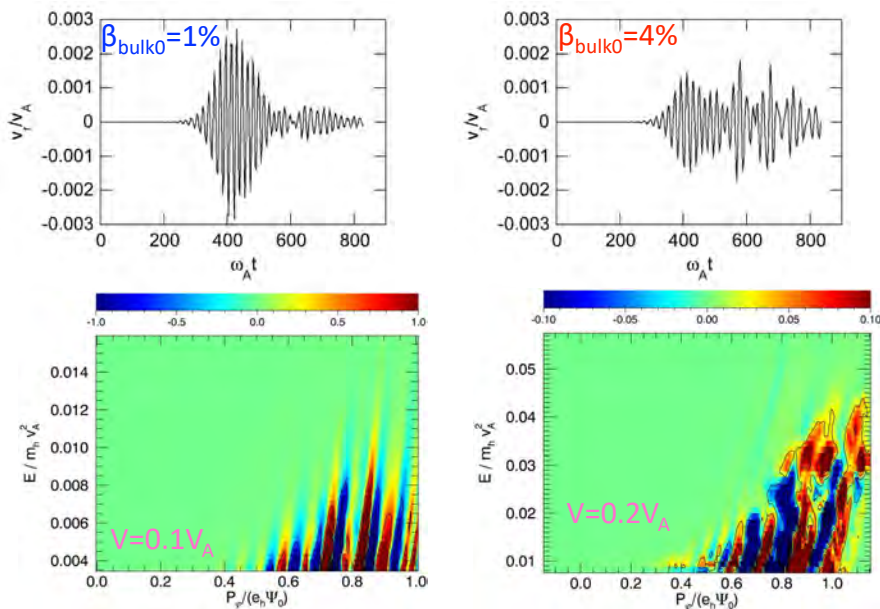 β_bulk0=1%
0.003
0.002
0.001
0
-0.001
-0.002
-0.003
v_r/v_A
0 200 400 600 800
ω_A t
β_bulk0=4%
0.003
0.002
0.001
0
-0.001
-0.002
-0.003
v_r/v_A
0 200 400 600 800
ω_A t
-1.0 -0.5 0.0 0.5 1.0
0.014
0.012
0.010
0.008
0.006
0.004
E / m_h v_A^2
V=0.1V_A
0.0 0.2 0.4 0.6 0.8 1.0
P_φ/(e_hΨ_0)
-0.10 -0.05 0.00 0.05 0.10
0.05
0.04
0.03
0.02
0.01
E / m_h v_A^2
V=0.2V_A
0.0 0.2 0.4 0.6 0.8 1.0
P_φ/(e_hΨ_0)